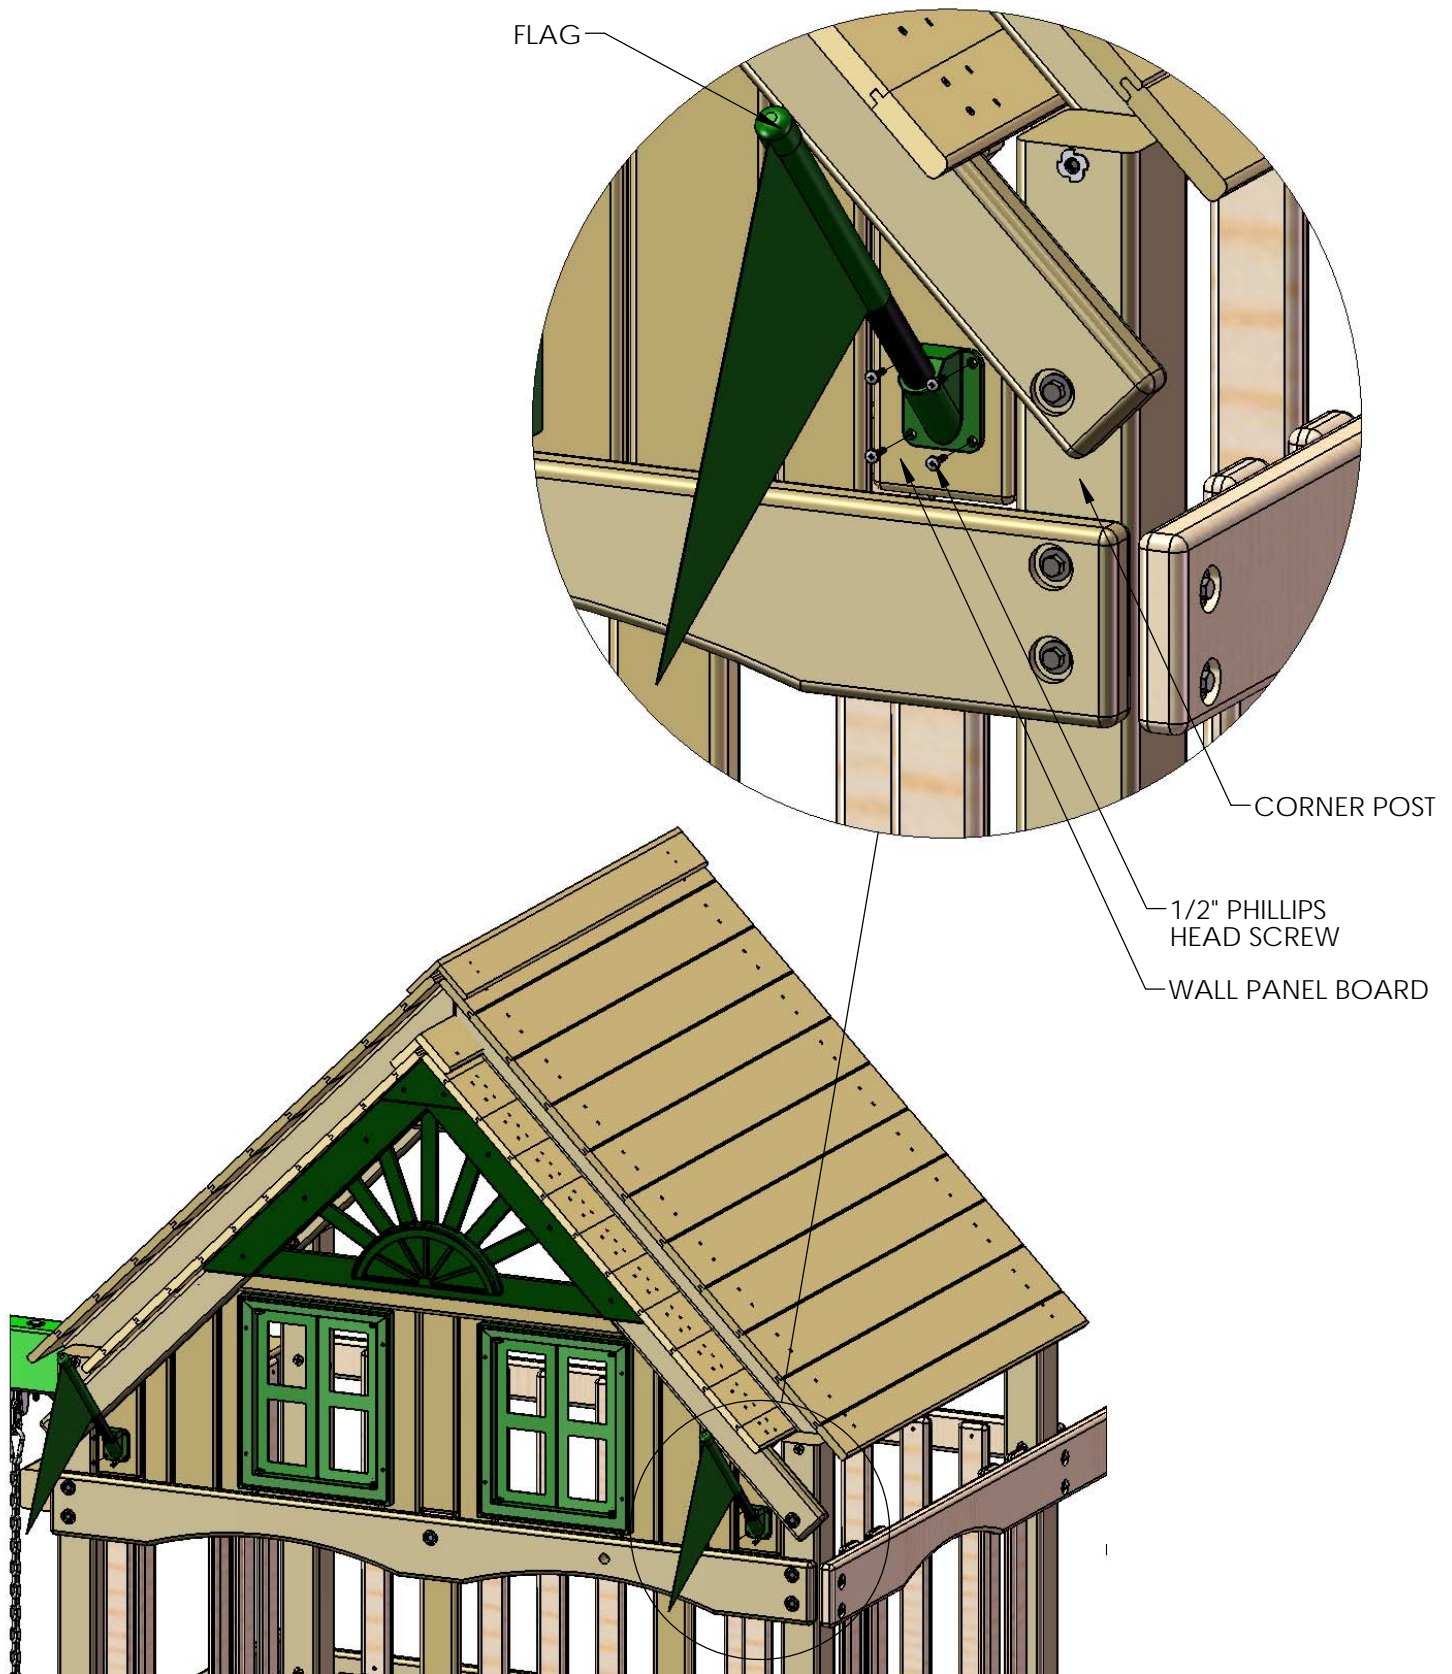 FLAG
CORNER POST
1/2" PHILLIPS
HEAD SCREW
WALL PANEL BOARD